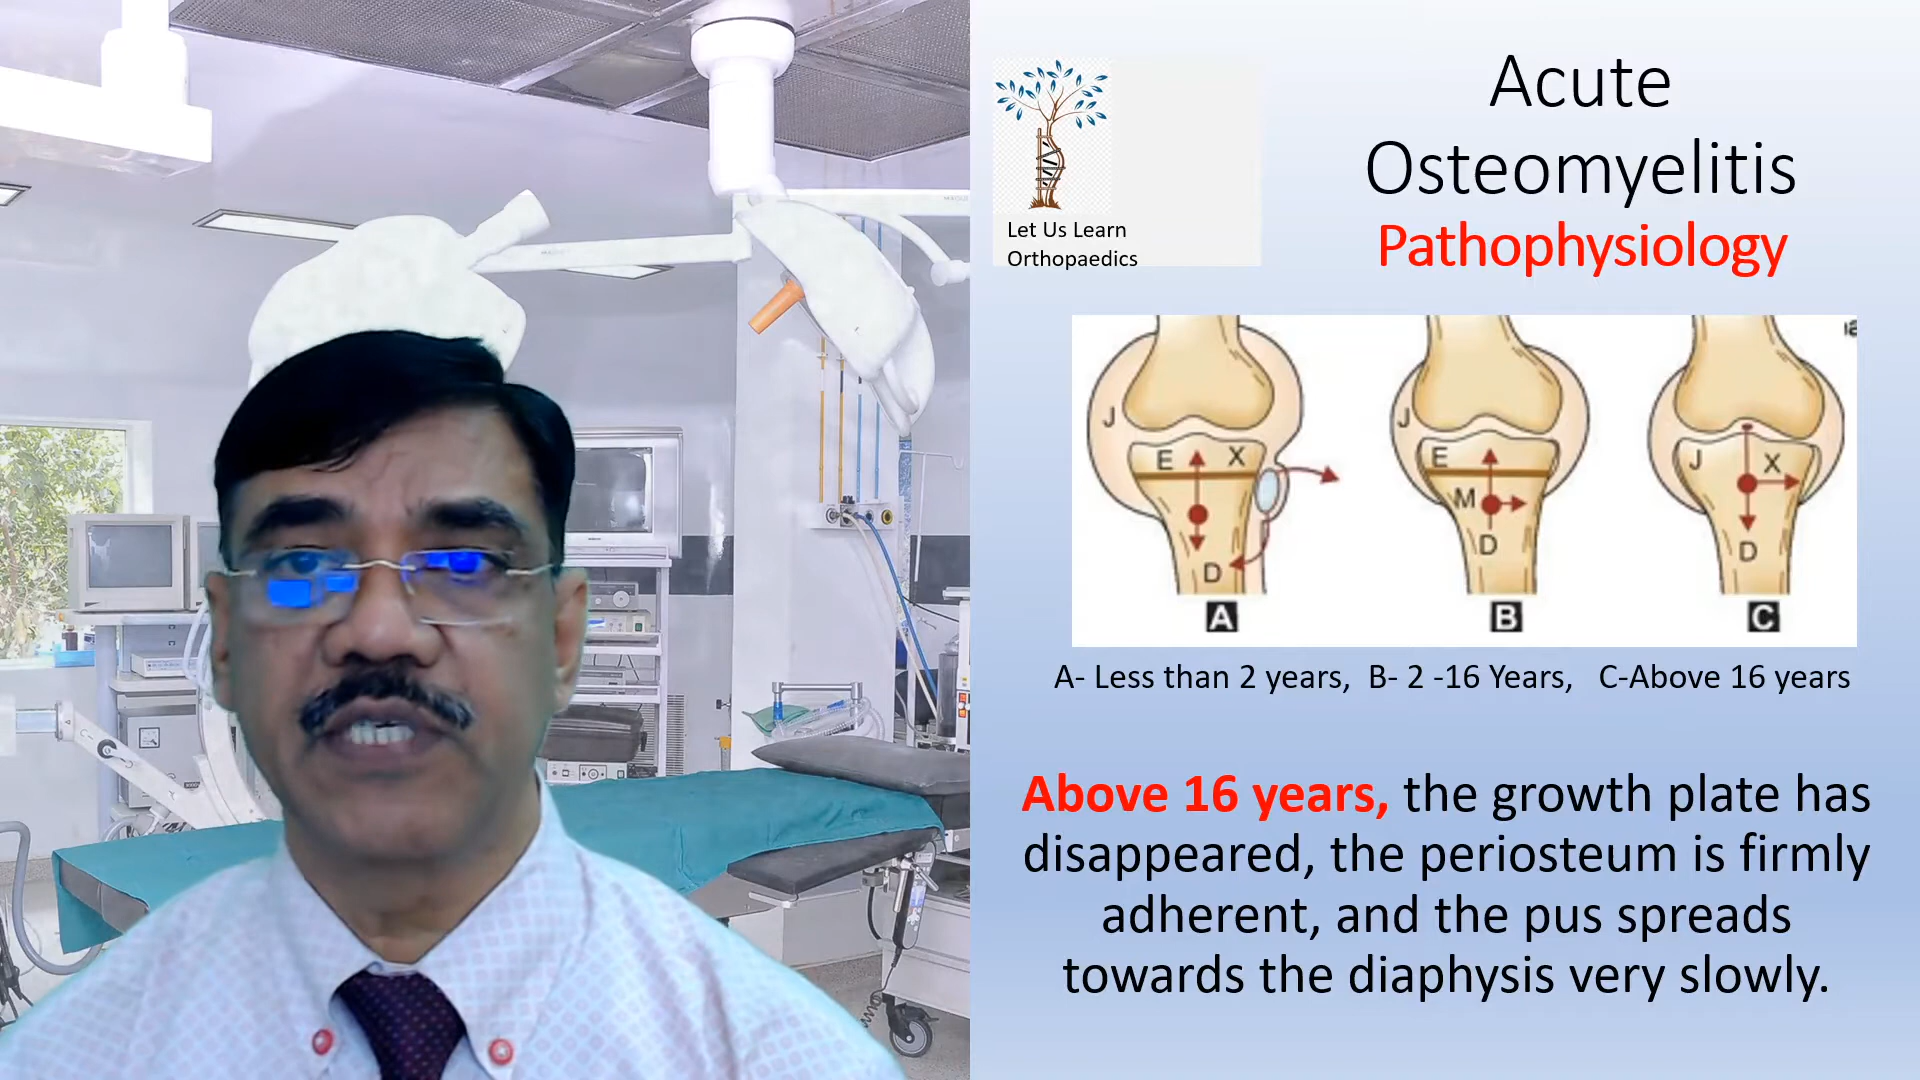 Let Us Learn
Orthopaedics
Acute
Osteomyelitis
Pathophysiology
J
E
X
D
A
J
E
M
D
B
J
X
D
C
A- Less than 2 years, B- 2 -16 Years, C-Above 16 years
Above 16 years, the growth plate has
disappeared, the periosteum is firmly
adherent, and the pus spreads
towards the diaphysis very slowly.